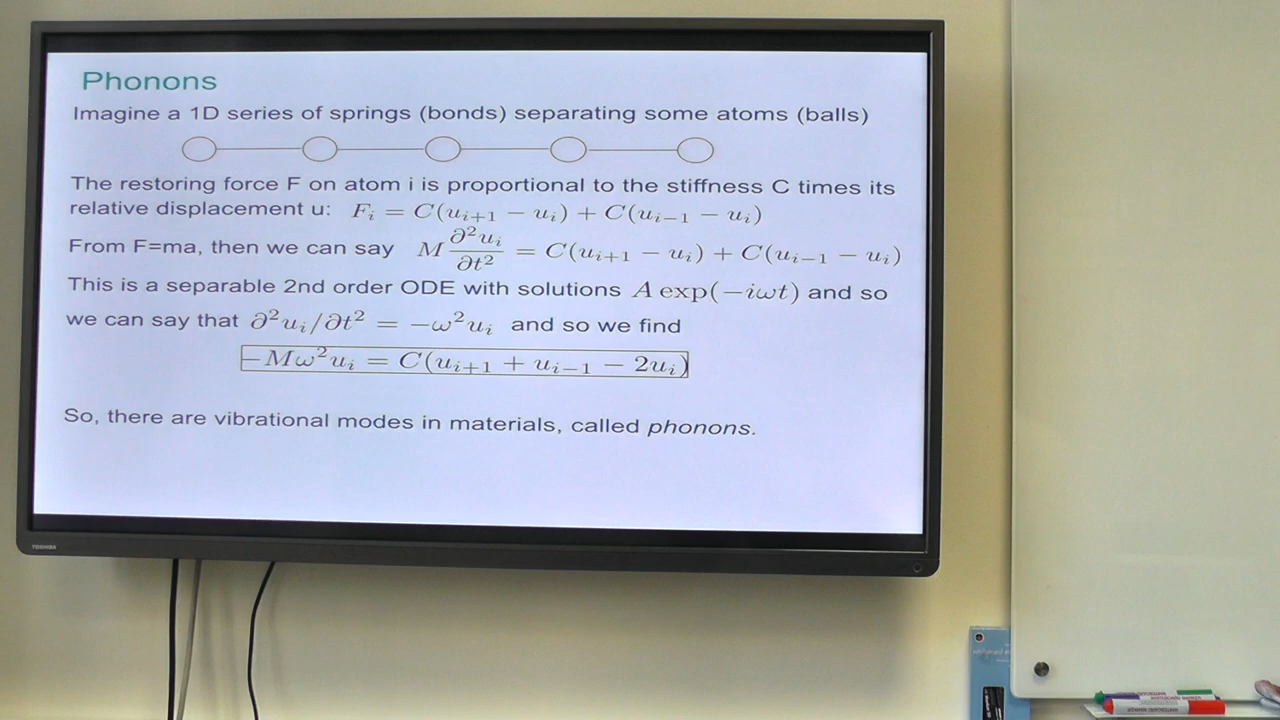 Phonons
Imagine a 1D series of springs (bonds) separating some atoms (balls)
The restoring force F on atom i is proportional to the stiffness C times its
relative displacement u: $F_i = C(u_{i+1} - u_i) + C(u_{i-1} - u_i)$
From F=ma, then we can say $M\frac{\partial^2 u_i}{\partial t^2} = C(u_{i+1} - u_i) + C(u_{i-1} - u_i)$
This is a separable 2nd order ODE with solutions $A \exp(-i\omega t)$ and so
we can say that $\partial^2 u_i/\partial t^2 = -\omega^2 u_i$ and so we find
$-M\omega^2 u_i = C(u_{i+1} + u_{i-1} - 2u_i)$
So, there are vibrational modes in materials, called phonons.
TOSHIBA